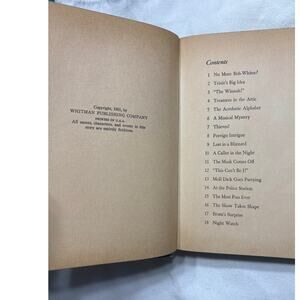 Copyright, 1951, by
WHITMAN PUBLISHING COMPANY
PRINTED IN U.S.A.
All names, characters, and events in this
story are entirely fictitious.
Contents
1 No More Bob-Whites?
2 Trixie's Big Idea
3 "The Wienish!"
4 Treasures in the Attic
5 The Acrobatic Alphabet
6 A Musical Mystery
7 Thieves!
8 Foreign Intrigue
9 Lost in a Blizzard
10 A Caller in the Night
11 The Mask Comes Off
12 "This Can't Be It"
13 Moll Dick Goes Partying
14 At the Police Station
15 The Most Fun Ever
16 The Show Takes Shape
17 Brom's Surprise
18 Night Watch